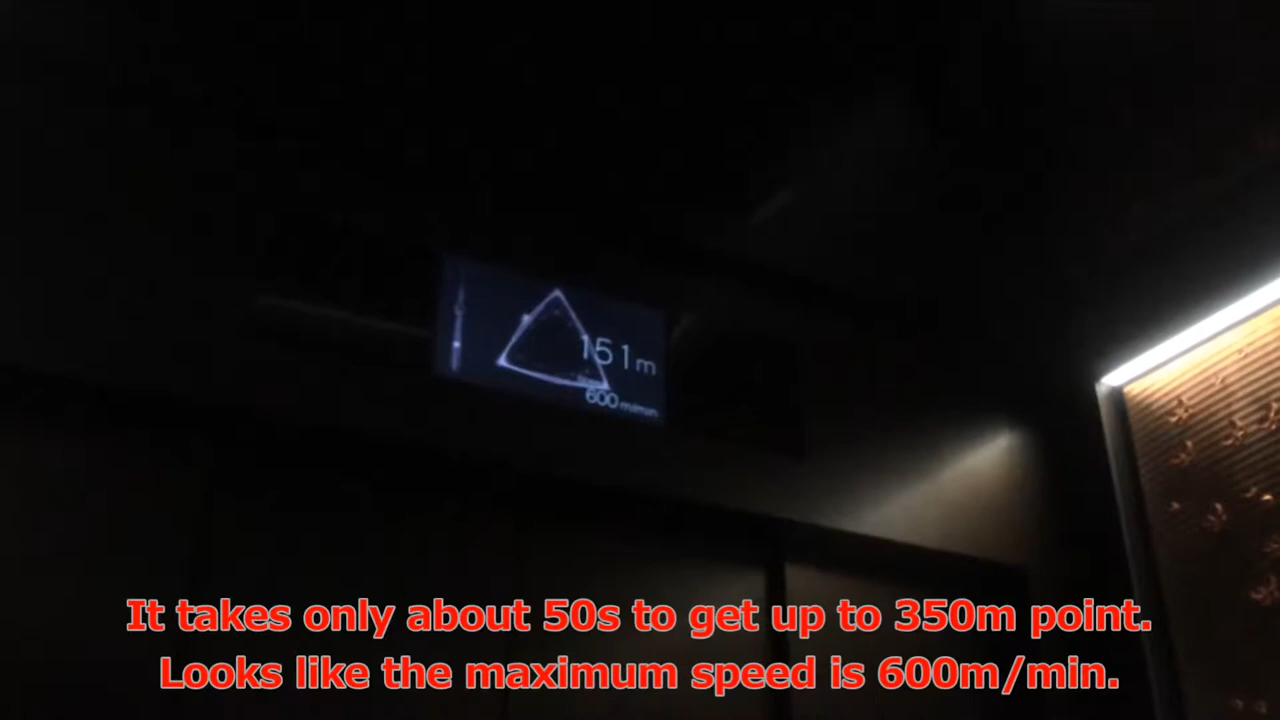 151m
600 m/min
It takes only about 50s to get up to 350m point.
Looks like the maximum speed is 600m/min.